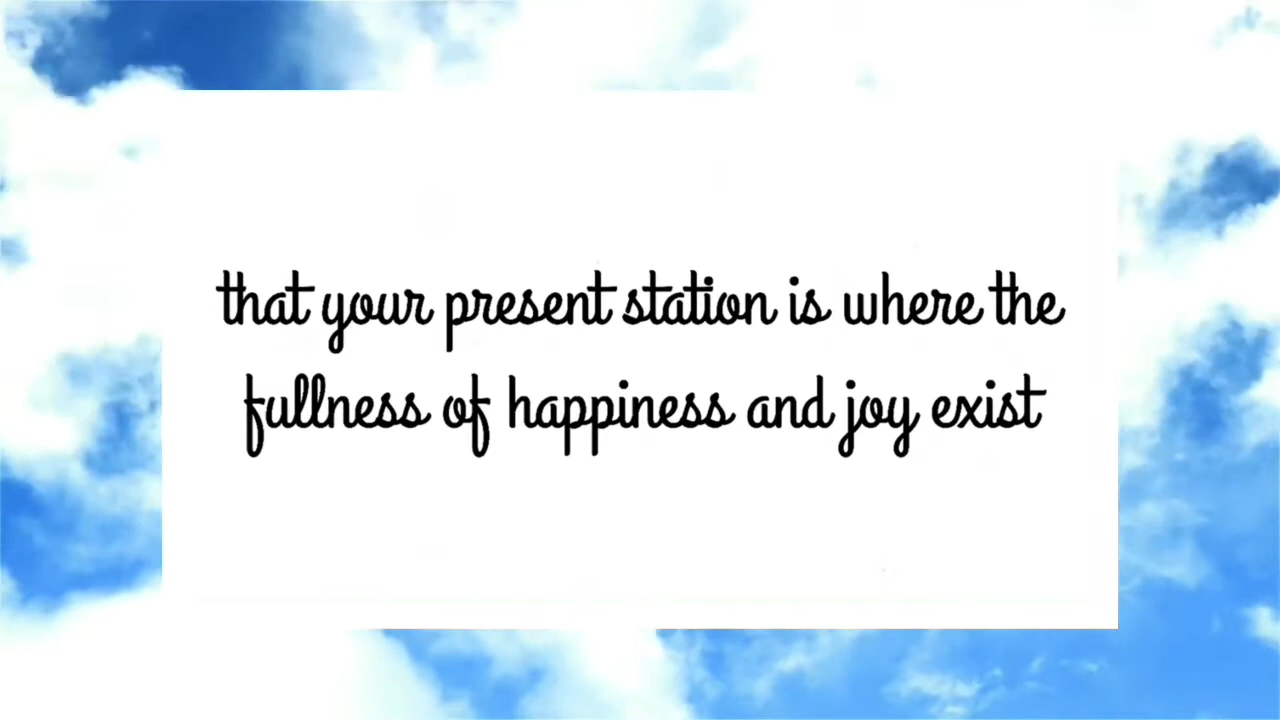 that your present station is where the
fullness of happiness and joy exist